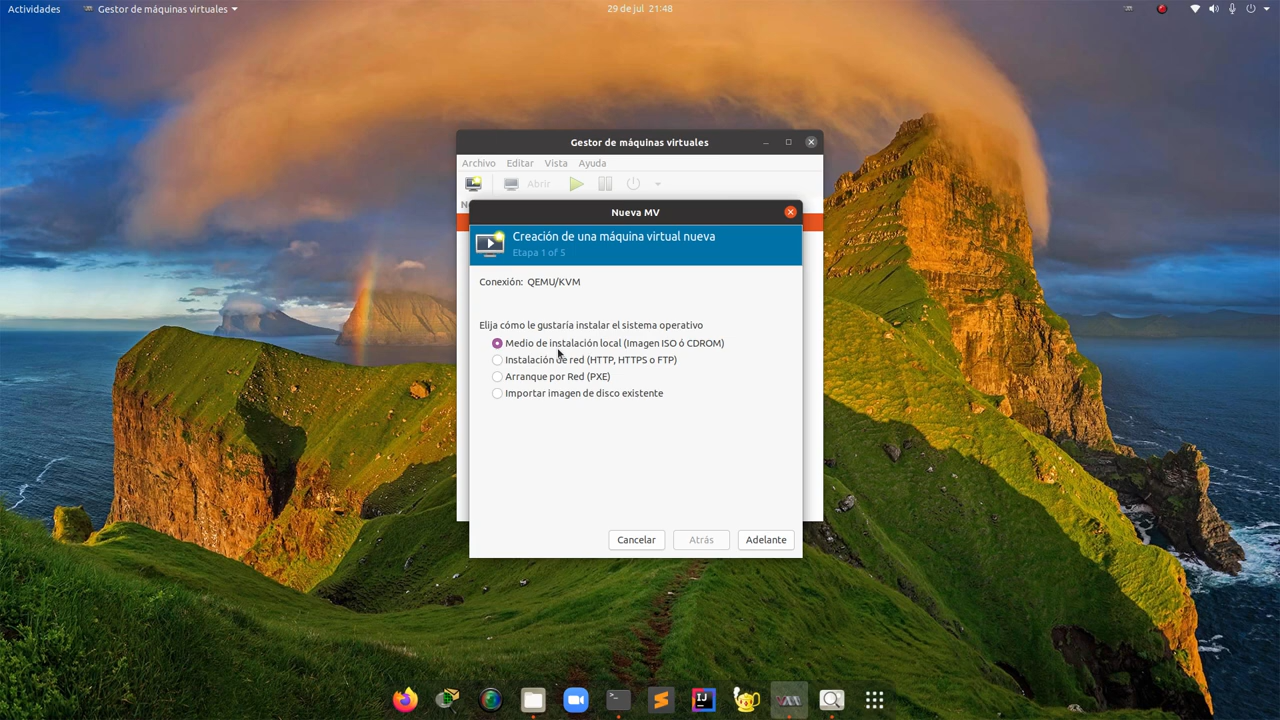 Actividades
Gestor de máquinas virtuales
29 de jul 21:48
Gestor de máquinas virtuales
Archivo Editar Vista Ayuda
Abrir
Nueva MV
Creación de una máquina virtual nueva
Etapa 1 of 5
Conexión: QEMU/KVM
Elija cómo le gustaría instalar el sistema operativo
Medio de instalación local (Imagen ISO ó CDROM)
Instalación de red (HTTP, HTTPS o FTP)
Arranque por Red (PXE)
Importar imagen de disco existente
Cancelar Atrás Adelante
IJ